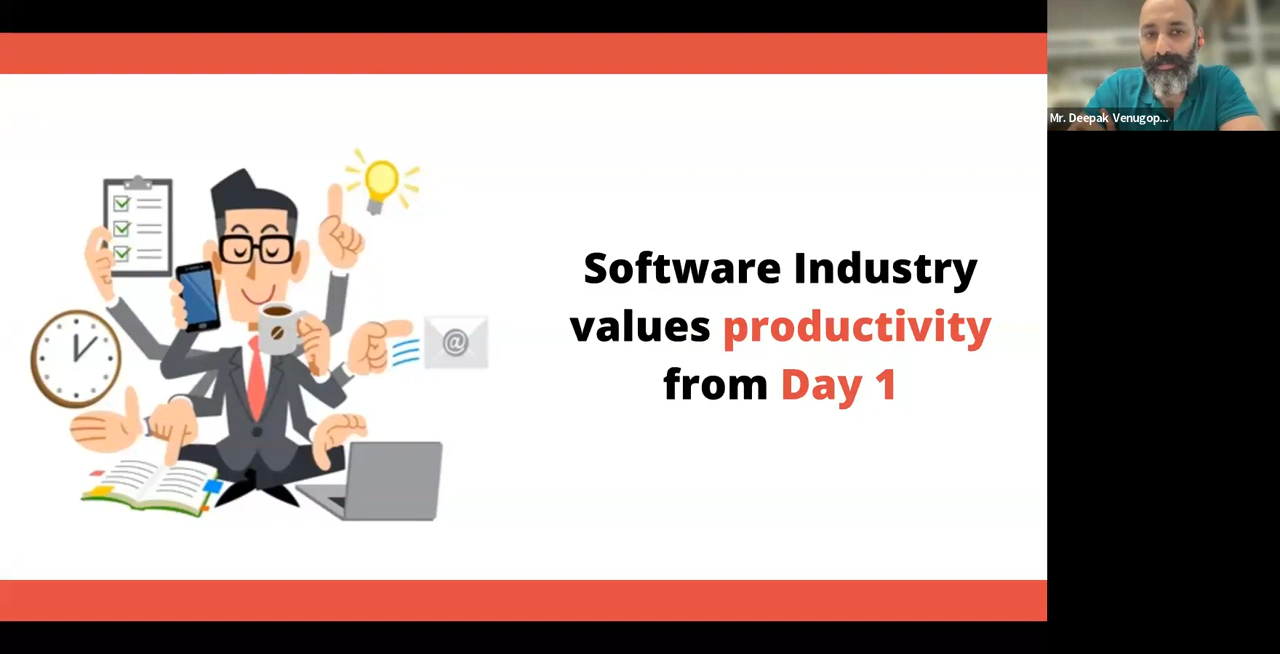 Software Industry
values productivity
from Day 1
Mr. Deepak Venugop...
@